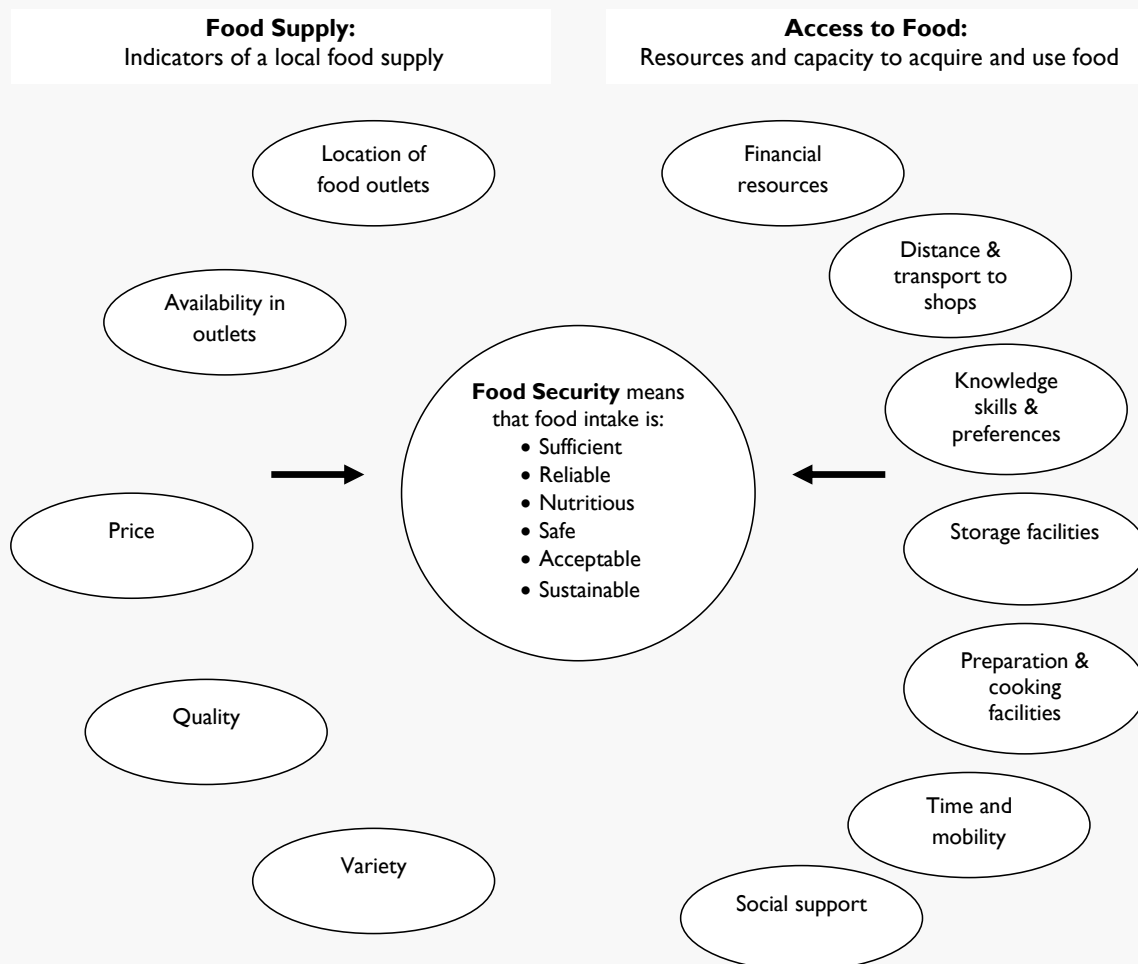 Food Supply:
Indicators of a local food supply
Access to Food:
Resources and capacity to acquire and use food
Location of
food outlets
Availability in
outlets
Price
Quality
Variety
Food Security means
that food intake is:
• Sufficient
• Reliable
• Nutritious
• Safe
• Acceptable
• Sustainable
Financial
resources
Distance &
transport to
shops
Knowledge
skills &
preferences
Storage facilities
Preparation &
cooking
facilities
Time and
mobility
Social support